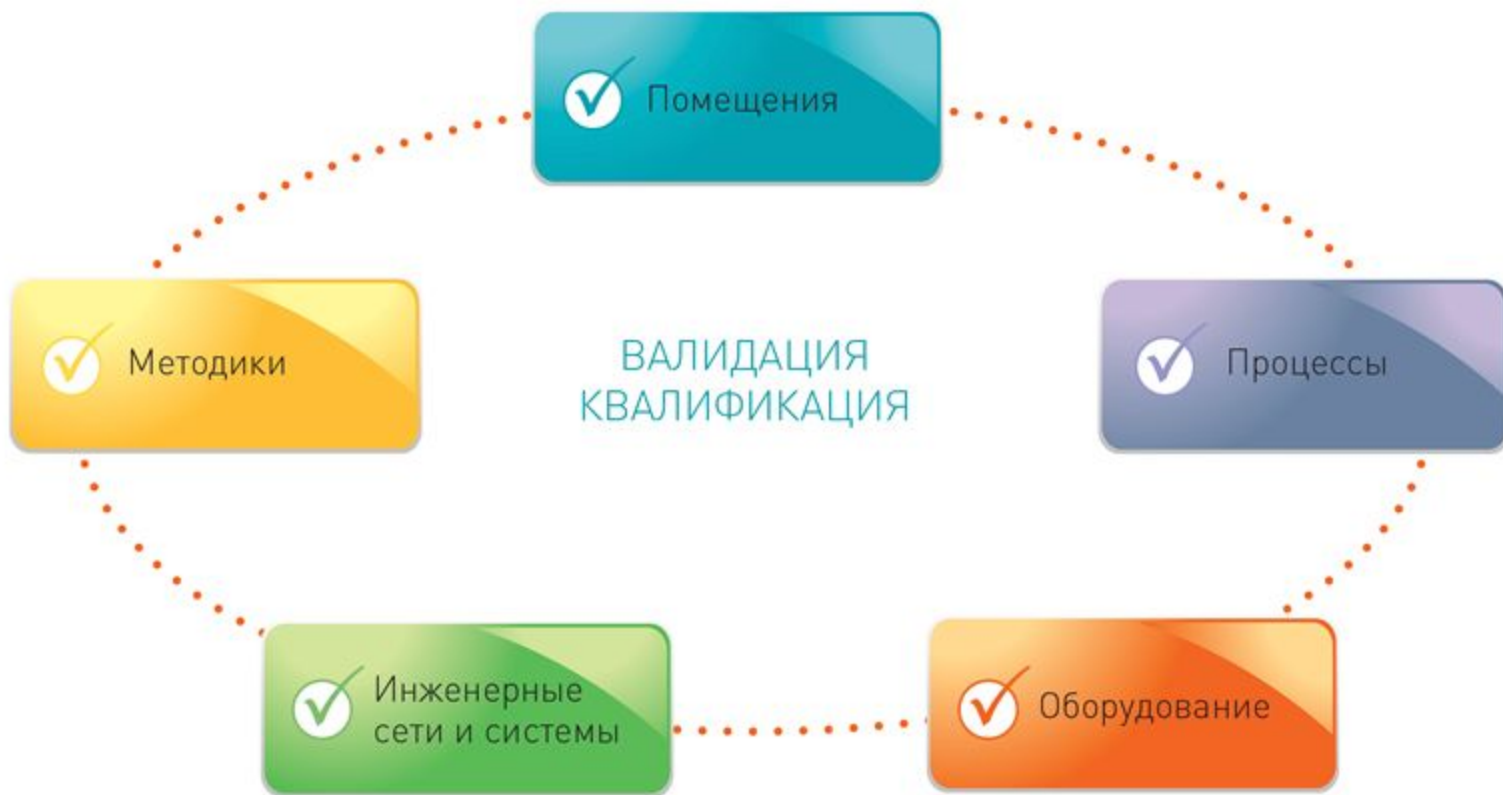 Помещения
Методики
ВАЛИДАЦИЯ
КВАЛИФИКАЦИЯ
Процессы
Инженерные
сети и системы
Оборудование